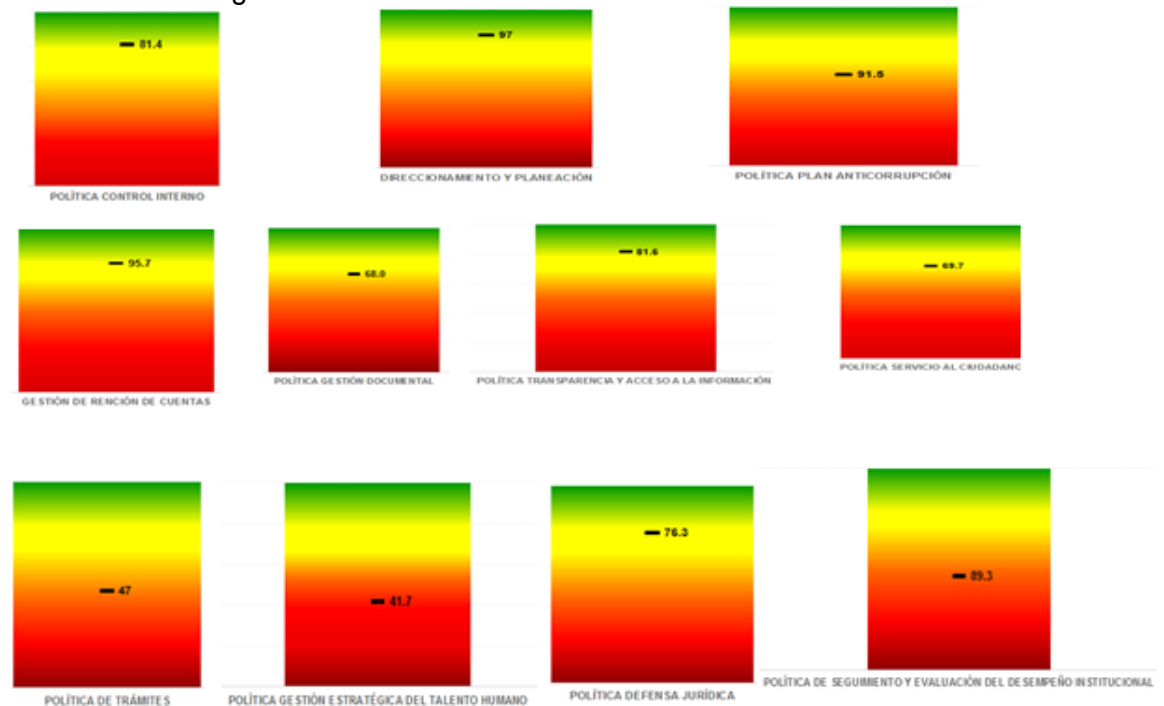 g
81.4
97
91.5
DIRECCIONAMIENTO Y PLANEACIÓN
POLÍTICA PLAN ANTICORRUPCIÓN
POLÍTICA CONTROL INTERNO
95.7
68.0
81.6
69.7
POLÍTICA GESTIÓN DOCUMENTAL
POLÍTICA TRANSPARENCIA Y ACCESO A LA INFORMACIÓN
POLÍTICA SERVICIO AL CIUDADANO
GESTIÓN DE RENCIÓN DE CUENTAS
47
41.7
76.3
89.3
POLÍTICA DE TRÁMITES
POLÍTICA GESTIÓN ESTRATÉGICA DEL TALENTO HUMANO
POLÍTICA DEFENSA JURÍDICA
POLÍTICA DE SEGUIMIENTO Y EVALUACIÓN DEL DESEMPEÑO INSTITUCIONAL